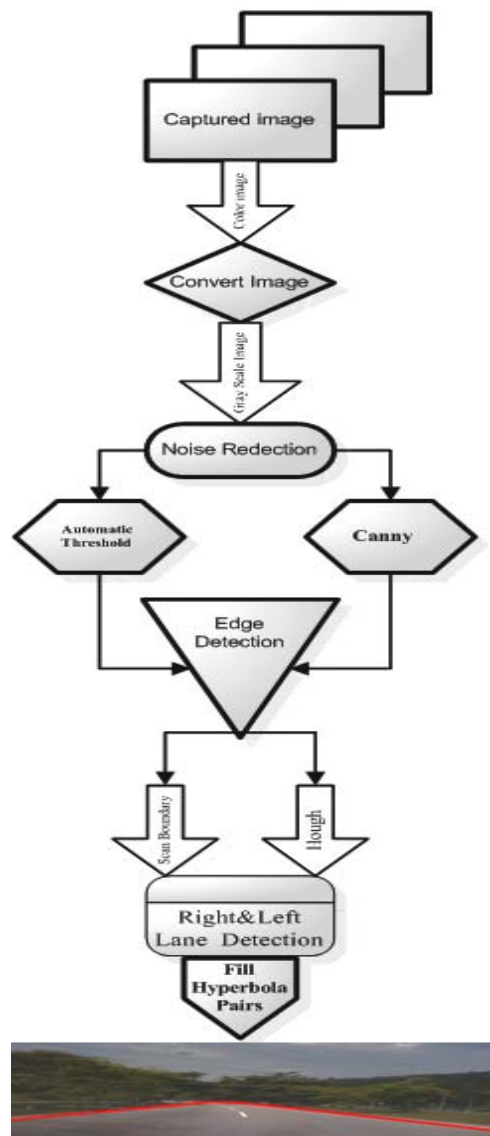 Captured image
Color image
Convert Image
Gray Scale Image
Noise Redection
Automatic
Threshold
Canny
Edge
Detection
Scan Boundary
Hough
Right&Left
Lane Detection
Fill
Hyperbola
Pairs